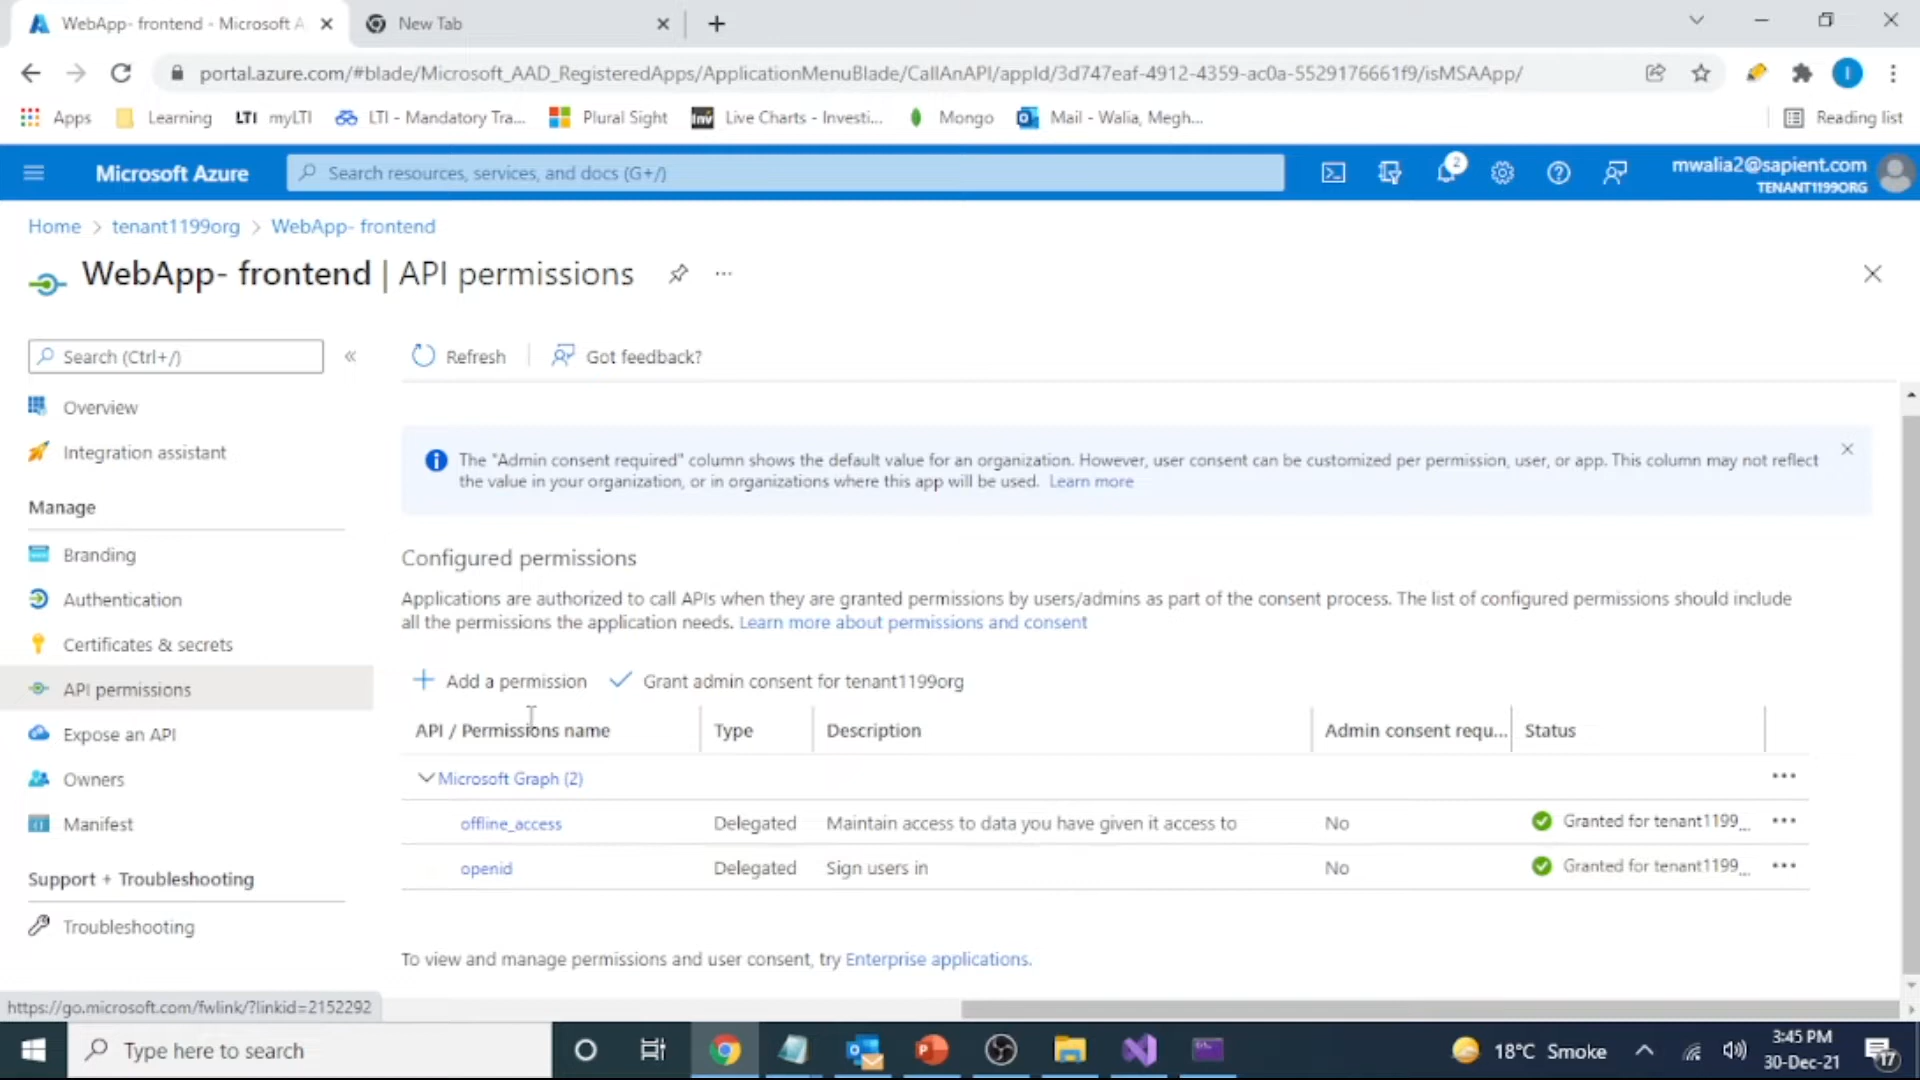 WebApp- frontend - Microsoft A
New Tab
portal.azure.com/#blade/Microsoft_AAD_RegisteredApps/ApplicationMenuBlade/CallAnAPI/appId/3d747eaf-4912-4359-ac0a-5529176661f9/isMSAApp/
Apps
Learning
LTI myLTI
LTI - Mandatory Tra...
Plural Sight
Inv Live Charts - Investi...
Mongo
Mail - Walia, Megh...
Reading list
Microsoft Azure
Search resources, services, and docs (G+/)
2
mwalia2@sapient.com
TENANT1199ORG
Home > tenant1199org > WebApp- frontend
WebApp- frontend | API permissions
Search (Ctrl+/)
Refresh
Got feedback?
Overview
Integration assistant
Manage
Branding
Authentication
Certificates & secrets
API permissions
Expose an API
Owners
Manifest
Support + Troubleshooting
Troubleshooting
The "Admin consent required" column shows the default value for an organization. However, user consent can be customized per permission, user, or app. This column may not reflect
the value in your organization, or in organizations where this app will be used. Learn more
Configured permissions
Applications are authorized to call APIs when they are granted permissions by users/admins as part of the consent process. The list of configured permissions should include
all the permissions the application needs. Learn more about permissions and consent
Add a permission
Grant admin consent for tenant1199org
API / Permissions name Type Description Admin consent requ... Status
Microsoft Graph (2)
offline_access Delegated Maintain access to data you have given it access to No Granted for tenant1199...
openid Delegated Sign users in No Granted for tenant1199...
To view and manage permissions and user consent, try Enterprise applications.
https://go.microsoft.com/fwlink/?linkid=2152292
Type here to search
18°C Smoke
3:45 PM
30-Dec-21
17